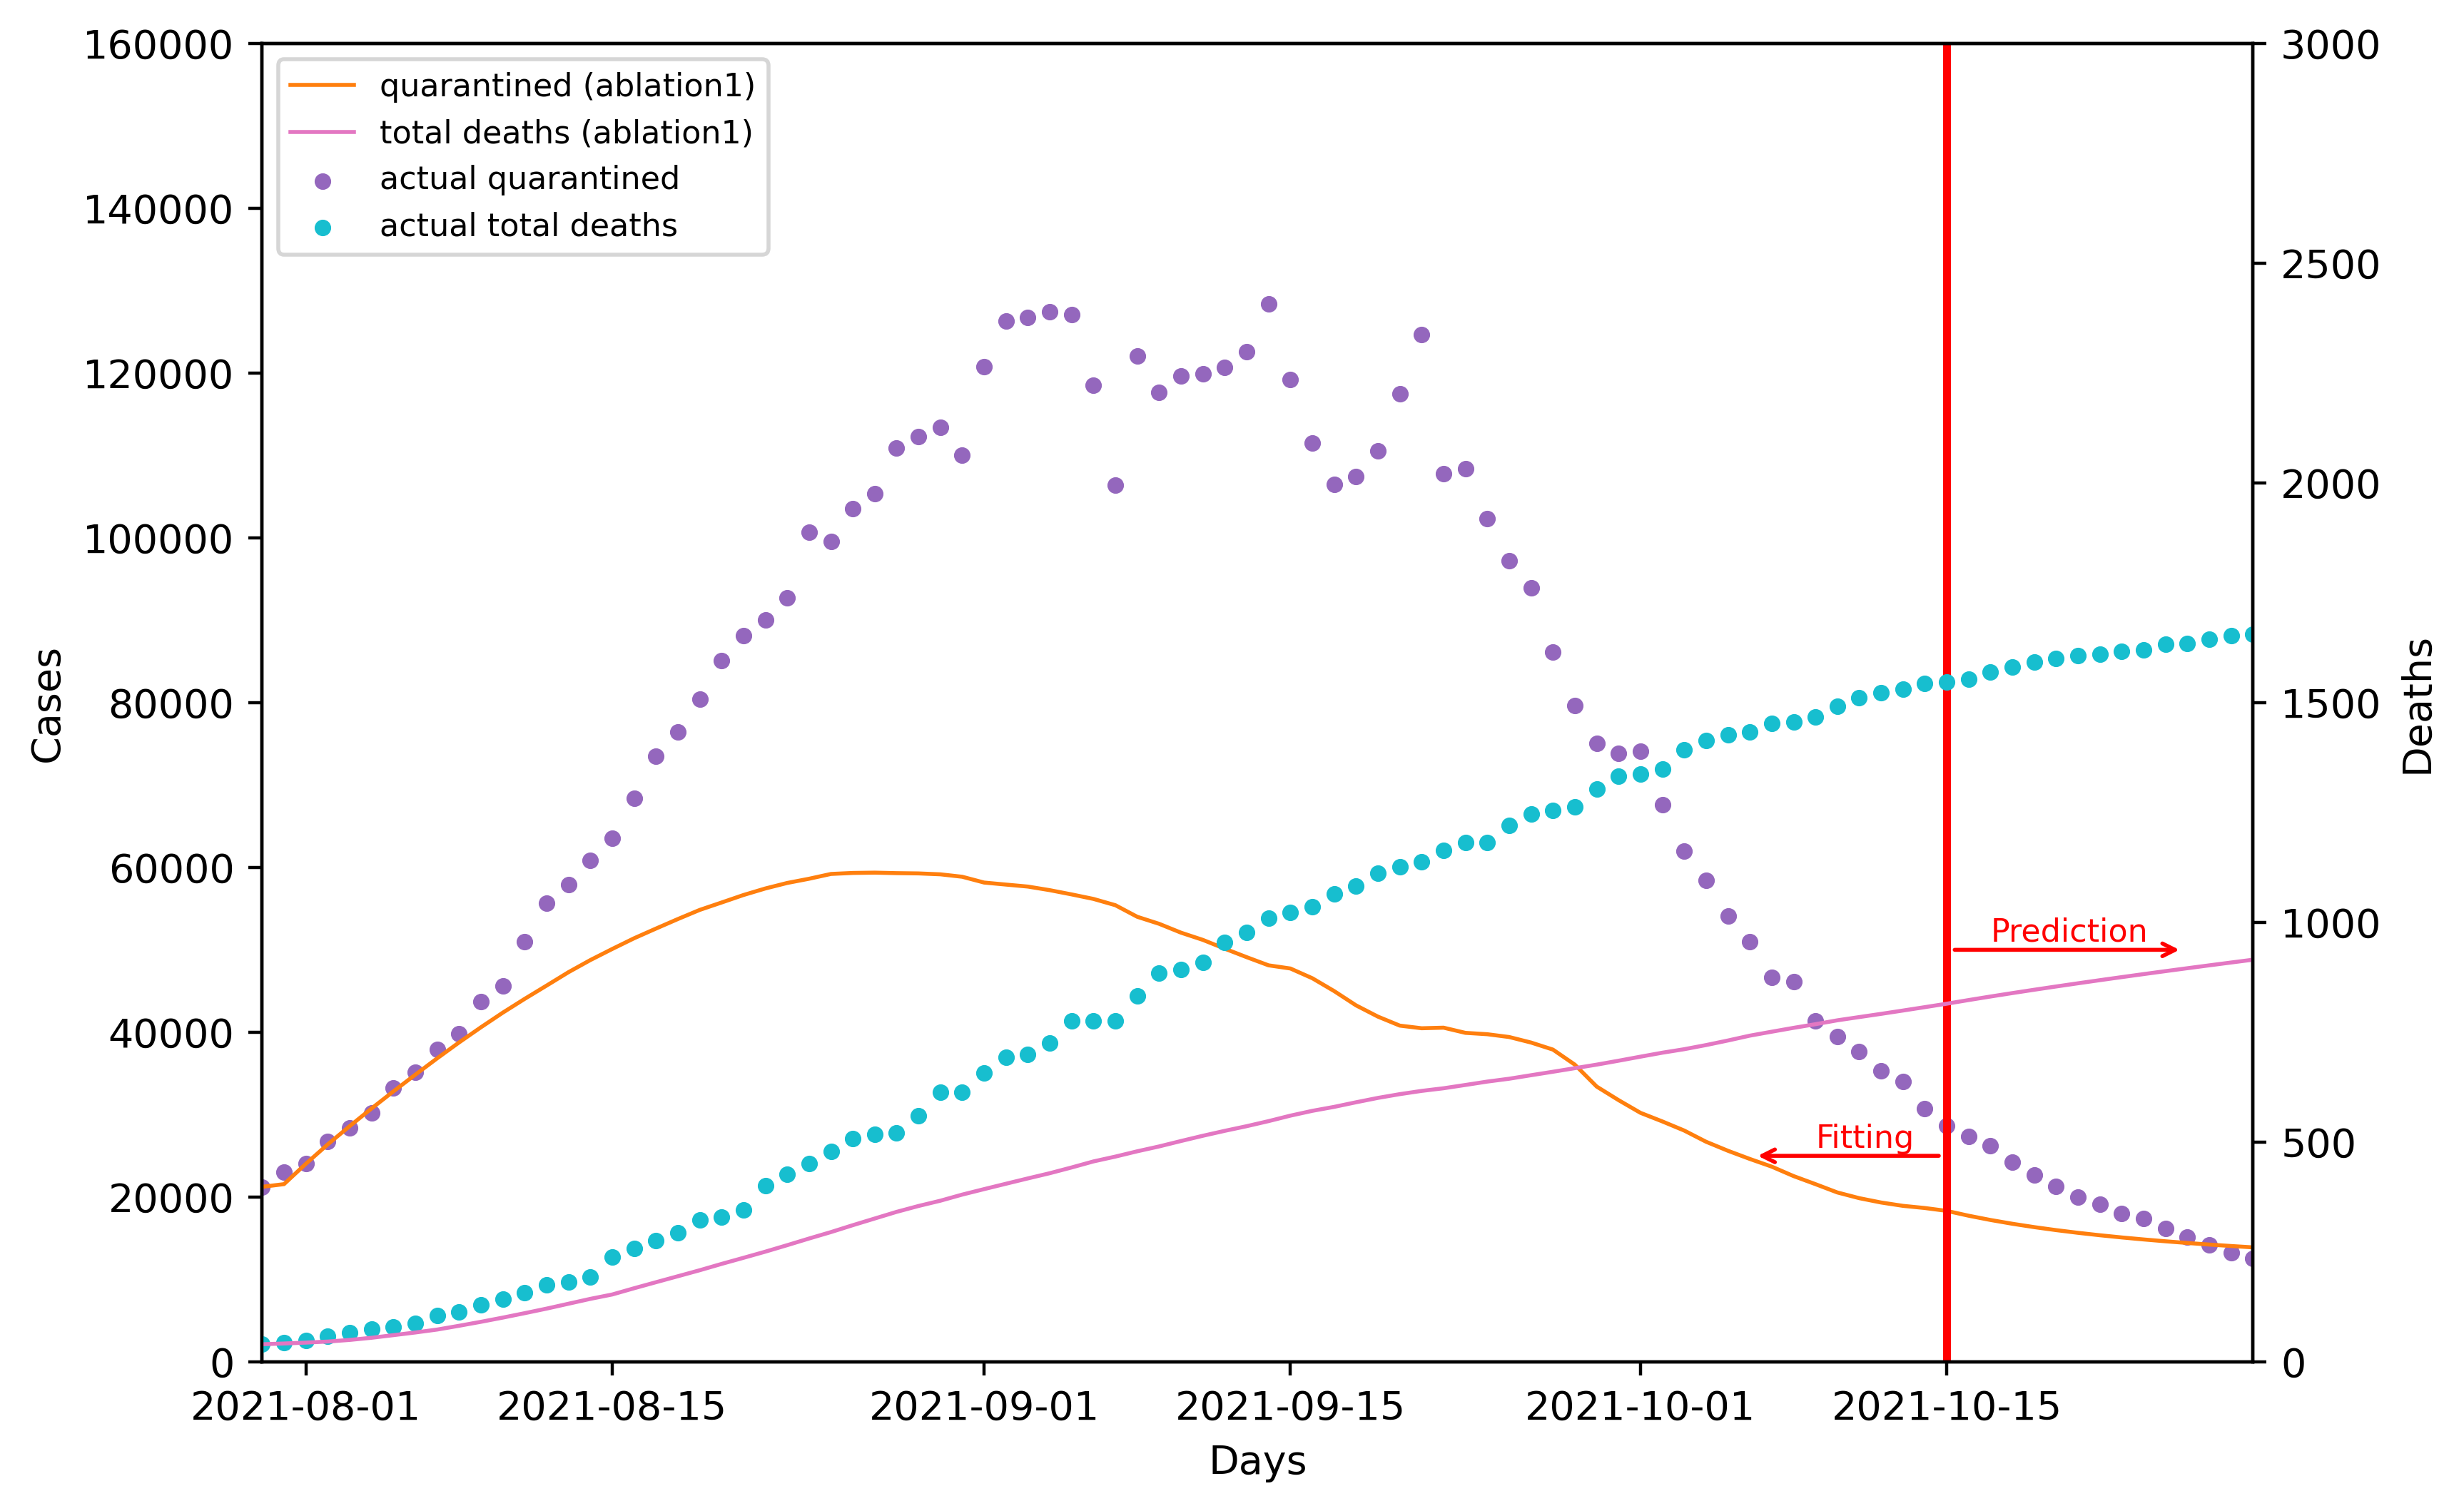 160000
140000
120000
100000
80000
60000
40000
20000
0
Cases
quarantined (ablation1)
total deaths (ablation1)
actual quarantined
actual total deaths
Prediction
Fitting
3000
2500
2000
1500
1000
500
0
Deaths
2021-08-01
2021-08-15
2021-09-01
2021-09-15
2021-10-01
2021-10-15
Days